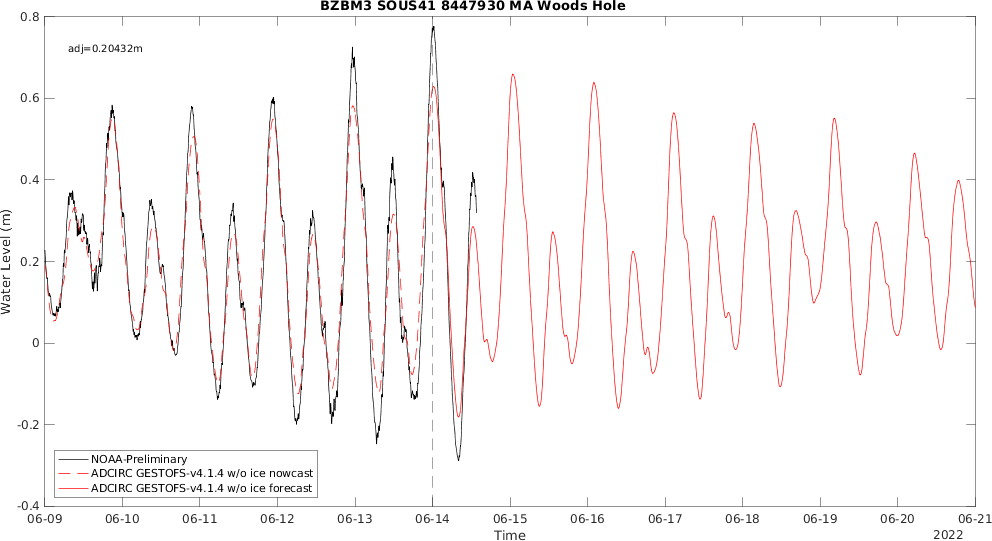 BZBM3 SOUS41 8447930 MA Woods Hole
adj=0.20432m
0.8
0.6
0.4
0.2
0
-0.2
-0.4
Water Level (m)
NOAA-Preliminary
ADCIRC GESTOFS-v4.1.4 w/o ice nowcast
ADCIRC GESTOFS-v4.1.4 w/o ice forecast
06-09 06-10 06-11 06-12 06-13 06-14 06-15 06-16 06-17 06-18 06-19 06-20 06-21
Time
2022